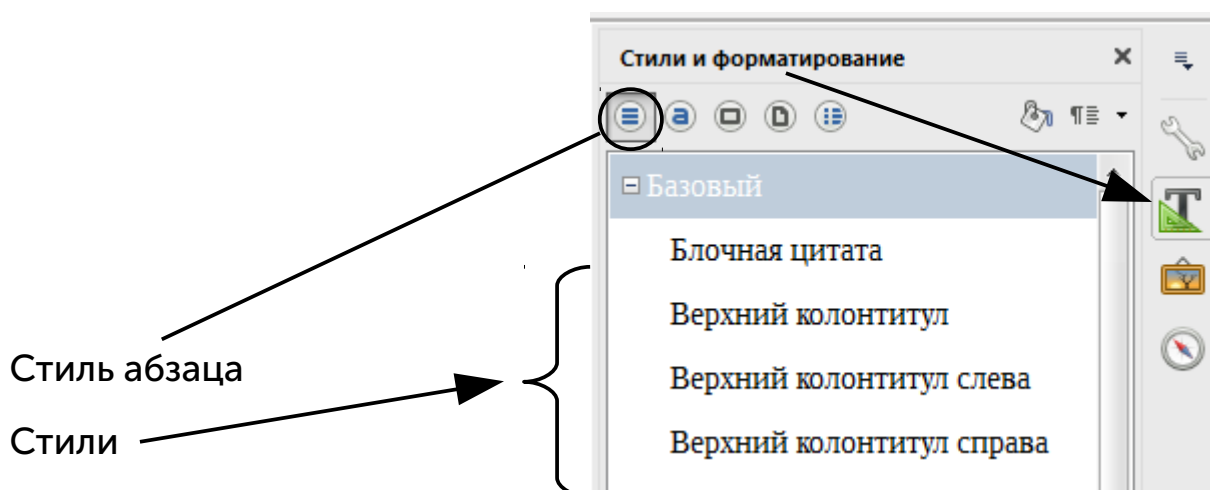 Стили и форматирование
Базовый
Блочная цитата
Верхний колонтитул
Верхний колонтитул слева
Верхний колонтитул справа
Стиль абзаца
Стили